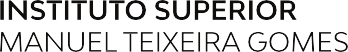 INSTITUTO SUPERIOR
MANUEL TEIXEIRA GOMES